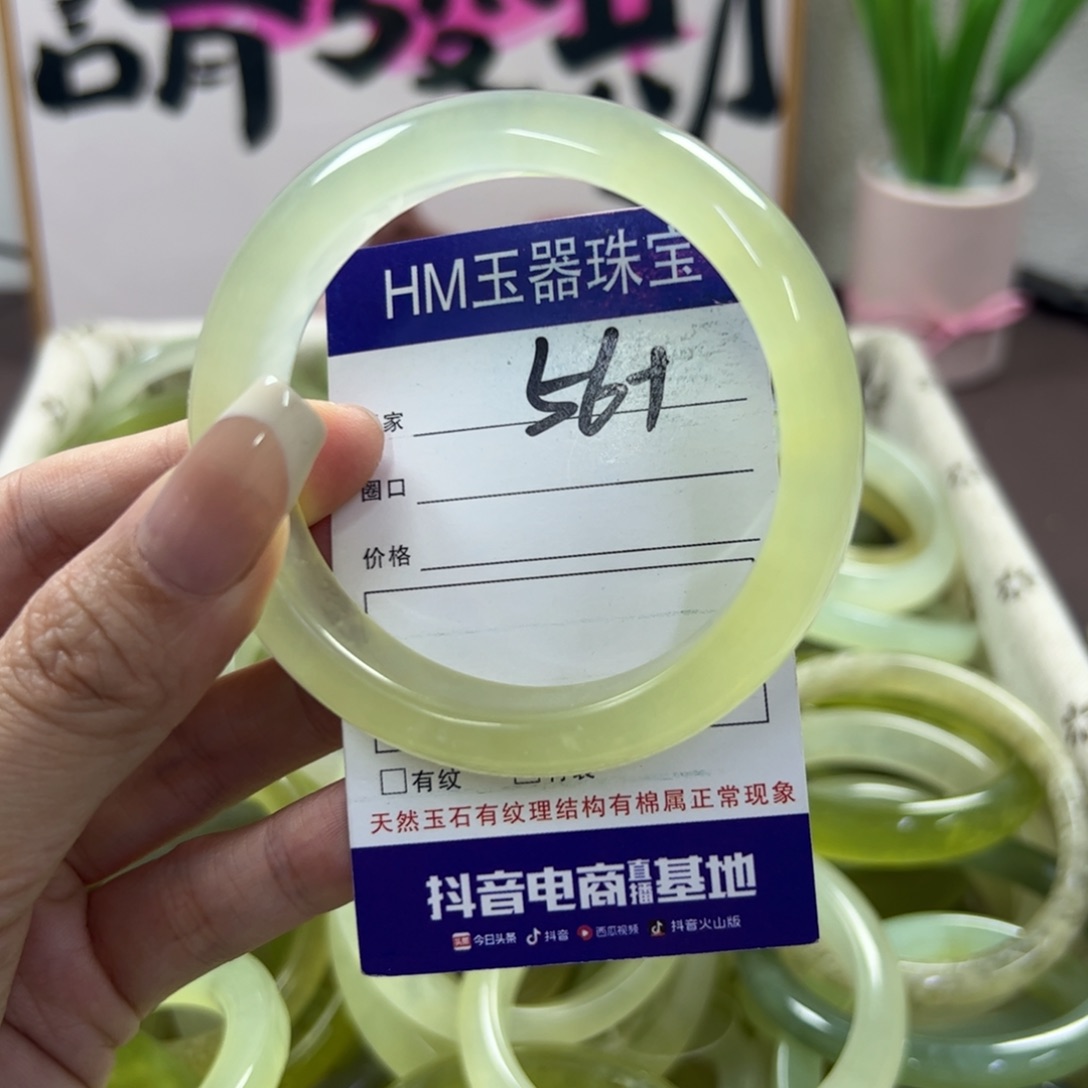 HM玉器珠宝
561
家
圈口
价格
有纹
天然玉石有纹理结构有棉属正常现象
抖音电商直播基地
今日头条 抖音 西瓜视频 抖音火山版